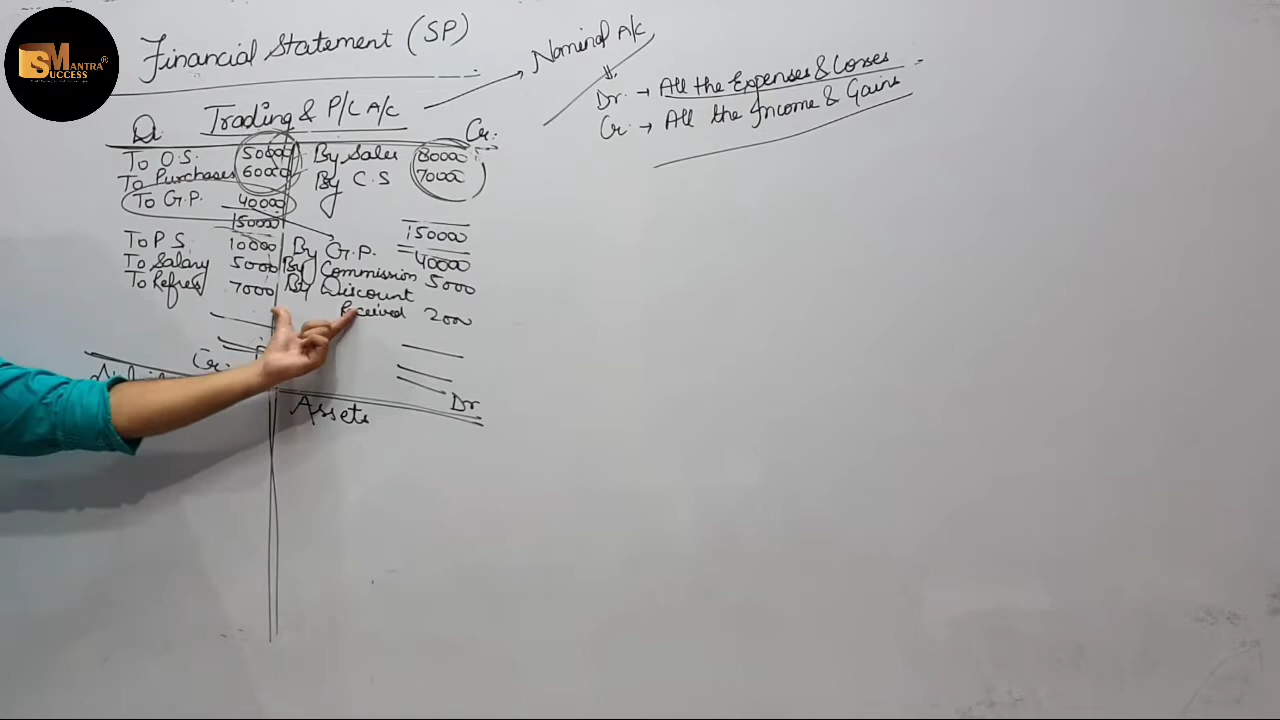 MANTRA®
SUCCESS
Financial Statement (SP)
Nominal A/c
Dr. → All the Expenses & Losses
Cr. → All the Income & Gains
Trading & P/L A/c
Dr. Cr.
To O.S. 50000 By Sales 80000
To Purchases 60000 By C.S 70000
To G.P. 40000
150000 150000
To P.S. 10000 By G.P. 40000
To Salary 5000 By Commission 5000
To Refres 7000 By Discount
Received 2000
Cr. Dr
Assets